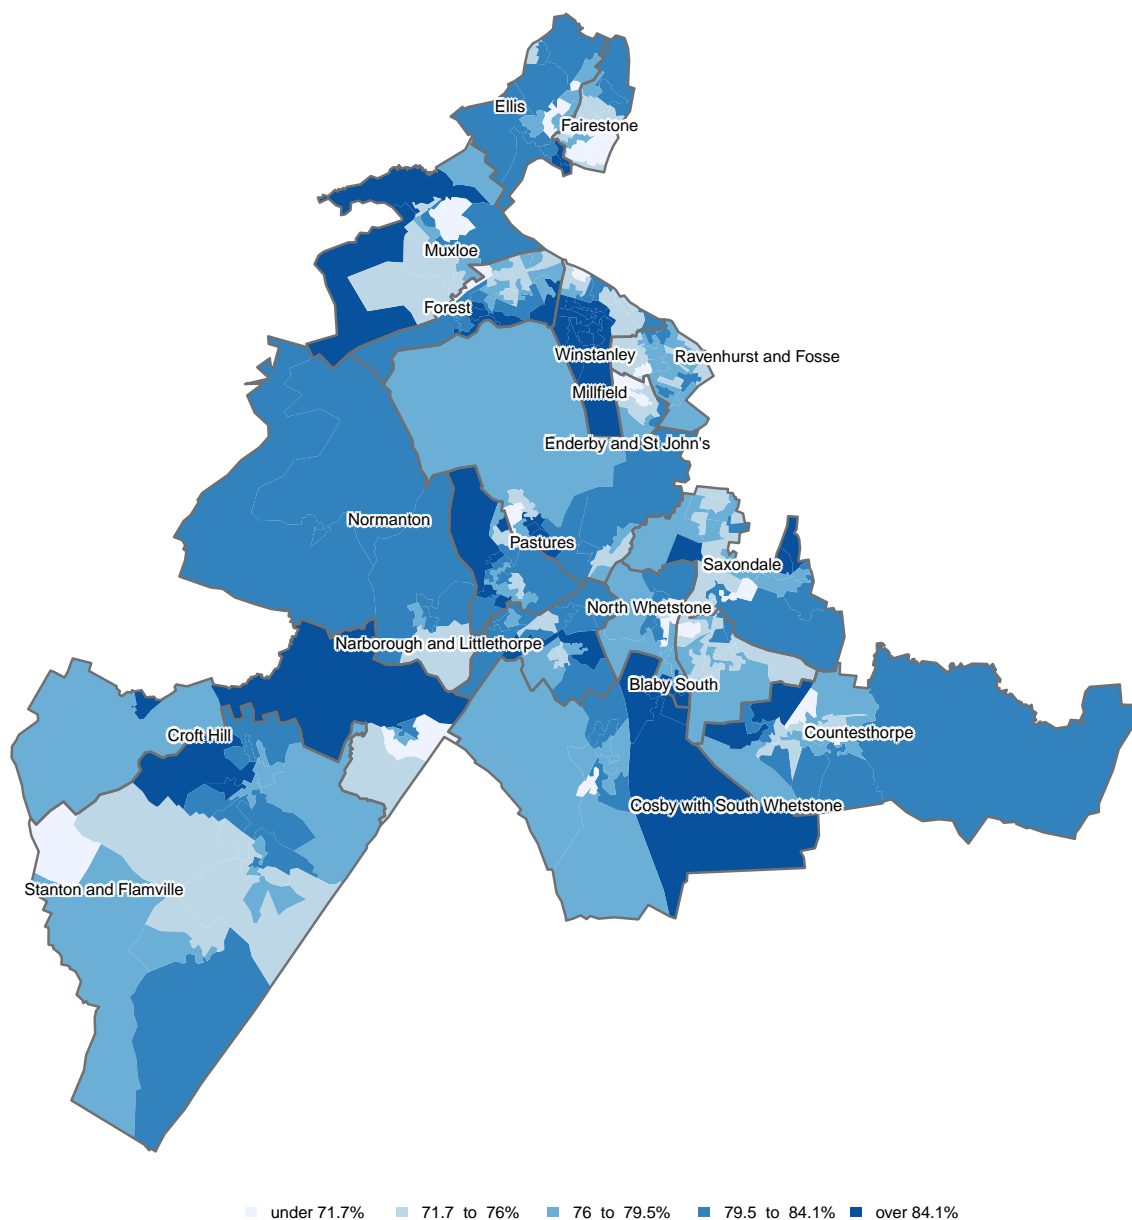 Ellis
Fairestone
Muxloe
Forest
Winstanley
Ravenhurst and Fosse
Millfield
Enderby and St John's
Normanton
Pastures
Saxondale
North Whetstone
Narborough and Littlethorpe
Blaby South
Croft Hill
Countesthorpe
Cosby with South Whetstone
Stanton and Flamville
under 71.7% 71.7 to 76% 76 to 79.5% 79.5 to 84.1% over 84.1%